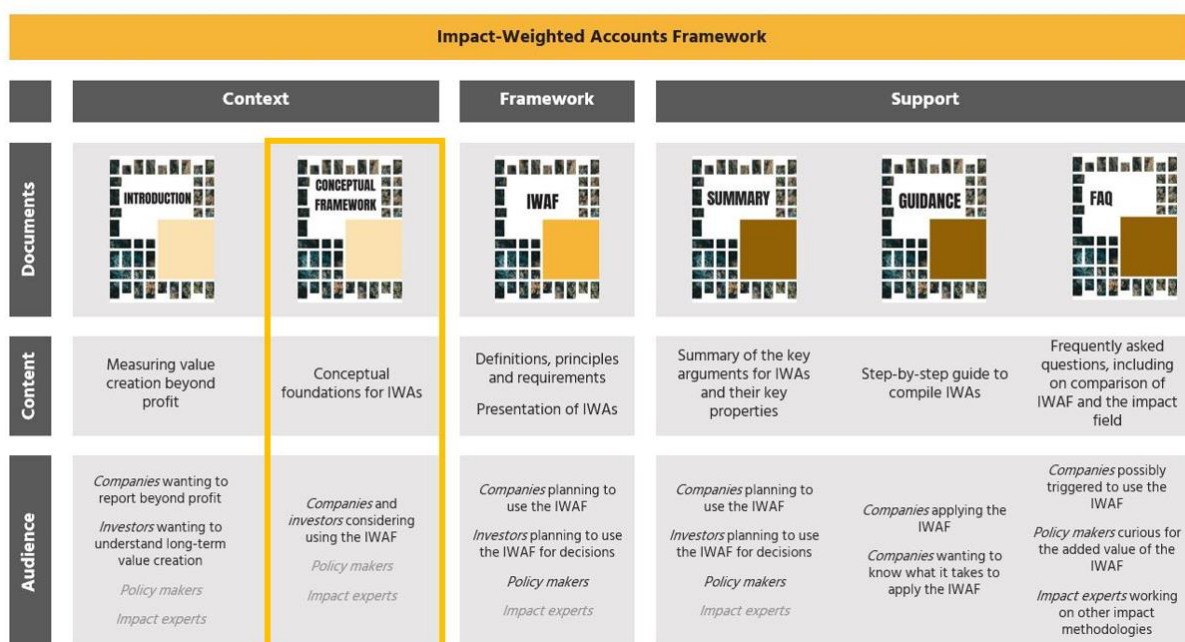 Impact-Weighted Accounts Framework
Context
Framework
Support
Documents
INTRODUCTION
CONCEPTUAL
FRAMEWORK
IWAF
SUMMARY
GUIDANCE
FAQ
Content
Measuring value
creation beyond
profit
Conceptual
foundations for IWAs
Definitions, principles
and requirements
Presentation of IWAs
Summary of the key
arguments for IWAs
and their key
properties
Step-by-step guide to
compile IWAs
Frequently asked
questions, including
on comparison of
IWAF and the impact
field
Audience
Companies wanting to
report beyond profit
Investors wanting to
understand long-term
value creation
Policy makers
Impact experts
Companies and
investors considering
using the IWAF
Policy makers
Impact experts
Companies planning to
use the IWAF
Investors planning to use
the IWAF for decisions
Policy makers
Impact experts
Companies planning to
use the IWAF
Investors planning to use
the IWAF for decisions
Policy makers
Impact experts
Companies applying the
IWAF
Companies wanting to
know what it takes to
apply the IWAF
Companies possibly
triggered to use the
IWAF
Policy makers curious for
the added value of the
IWAF
Impact experts working
on other impact
methodologies